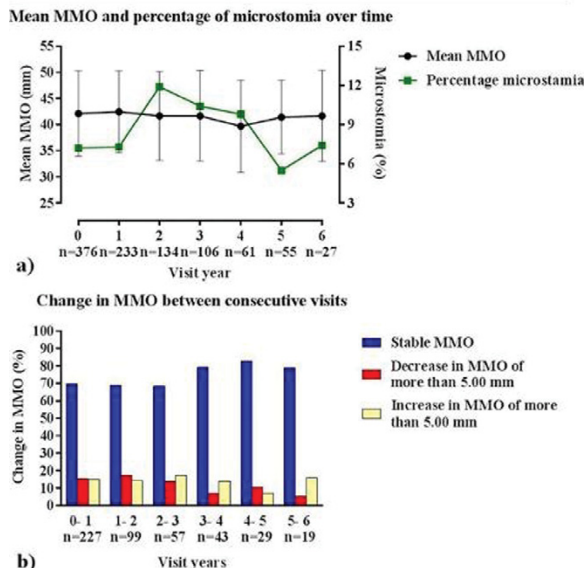 Mean MMO and percentage of microstomia over time
Mean MMO (mm)
55
50
45
40
35
30
25
15
12
9
6
3
Microstomia (%)
Mean MMO
Percentage microstamia
0 1 2 3 4 5 6
n=376 n=233 n=134 n=106 n=61 n=55 n=27
Visit year
a)
Change in MMO between consecutive visits
Change in MMO (%)
100
90
80
70
60
50
40
30
20
10
0
Stable MMO
Decrease in MMO of
more than 5.00 mm
Increase in MMO of more
than 5.00 mm
0- 1 1- 2 2- 3 3- 4 4- 5 5- 6
n=227 n=99 n=57 n=43 n=29 n=19
Visit years
b)